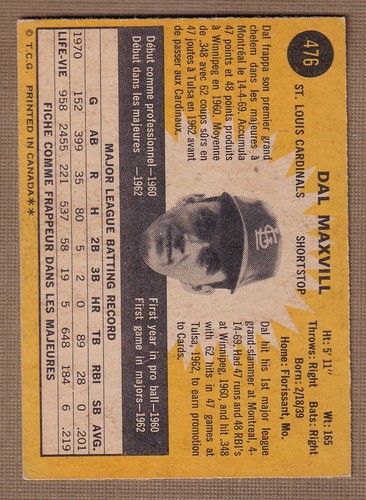 476
DAL MAXVILL
ST. LOUIS CARDINALS SHORTSTOP
Ht: 5' 11" Wt: 165
Throws: Right Bats: Right
Born: 2/18/39
Home: Florissant, Mo.
Dal frappa son premier grand
chelem dans les majeures à
Montréal le 14-4-69. Accumula
47 points et 48 points produits
à Winnipeg en 1960. Moyenne
de .348 avec 62 coups sûrs en
47 joutes à Tulsa en 1962 avant
de passer aux Cardinaux.
StL
Dal hit his 1st major league
grand-slammer at Montreal, 4-
14-69. Had 47 runs and 48 RBI's
at Winnipeg, 1960, and hit .348
with 62 hits in 47 games at
Tulsa, 1962, to earn promotion
to Cards.
Début comme professionnel—1960
Début dans les majeures —1962
First year in pro ball—1960
First game in majors—1962
MAJOR LEAGUE BATTING RECORD
G AB R H 2B 3B HR TB RBI SB AVG.
1970 152 399 35 80 5 2 0 89 28 0 .201
LIFE-VIE 958 2455 221 537 58 19 5 648 184 6 .219
FICHE COMME FRAPPEUR DANS LES MAJEURES
© T.C.G. PRINTED IN CANADA**